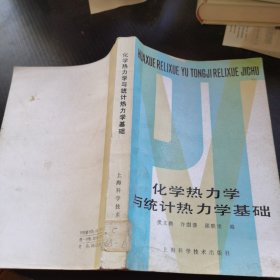 HUAXUE RELIXUE YU TONGJI RELIXUE JICHU
化学热力学
与统计热力学基础
编
上海科学技术出版社
化学热力学与统计热力学基础
上海科学技术